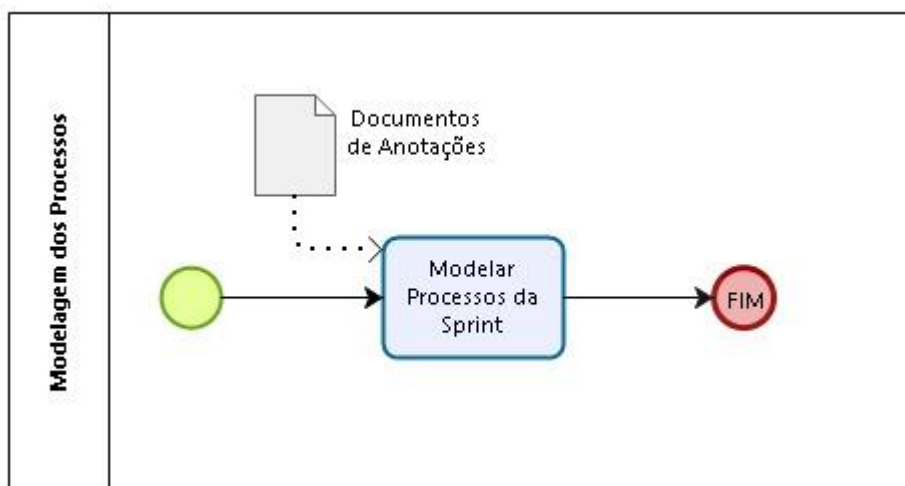 Modelagem dos Processos
Documentos
de Anotações
Modelar
Processos da
Sprint
FIM